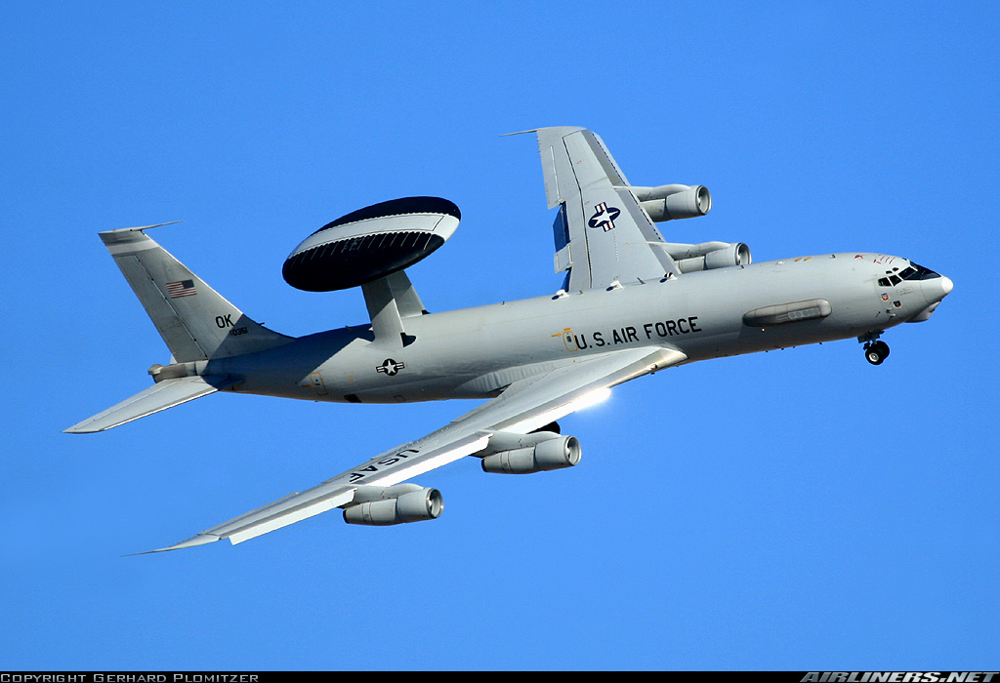 OK
U.S. AIR FORCE
USAF
COPYRIGHT GERHARD PLOMITZER
AIRLINERS.NET